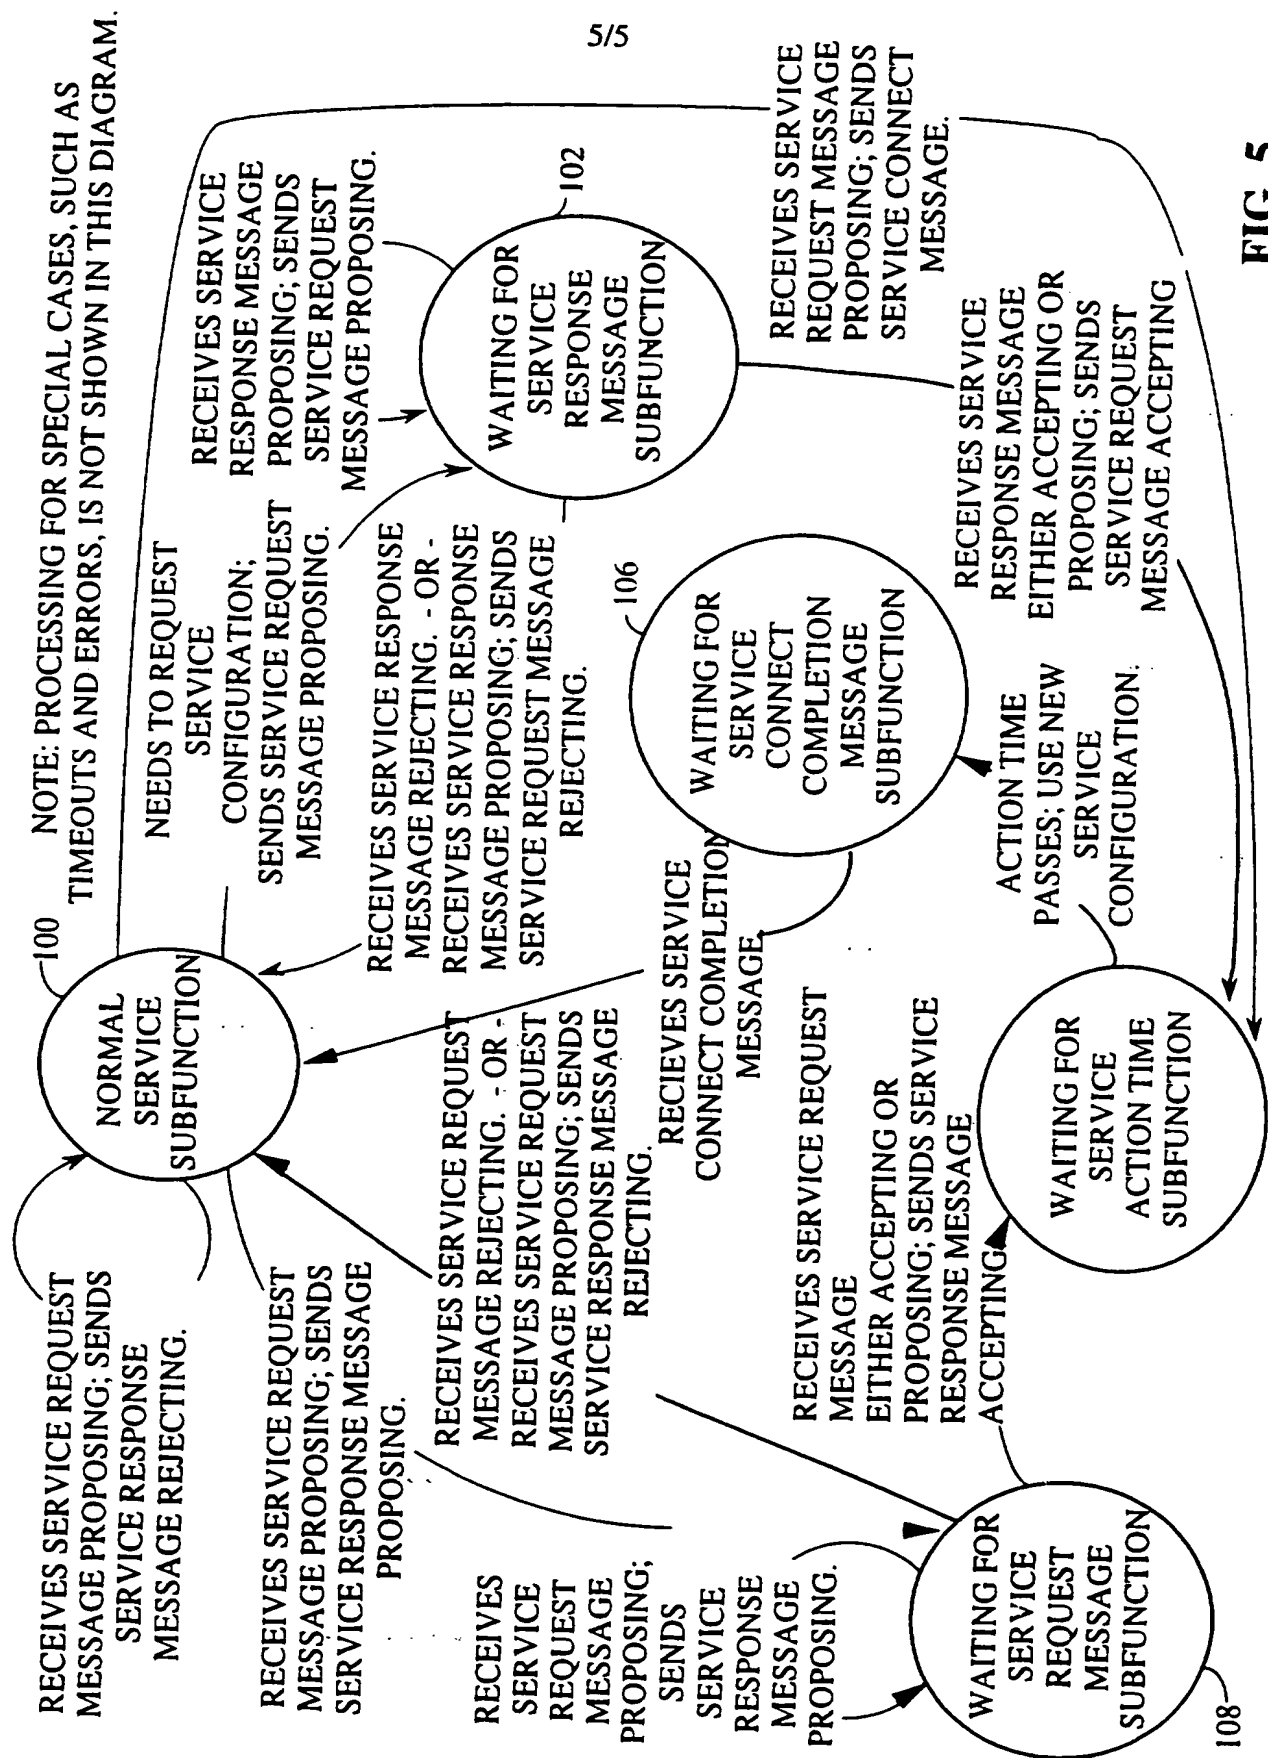 5/5
NOTE: PROCESSING FOR SPECIAL CASES, SUCH AS
TIMEOUTS AND ERRORS, IS NOT SHOWN IN THIS DIAGRAM.
100
NORMAL
SERVICE
SUBFUNCTION
RECEIVES SERVICE REQUEST
MESSAGE PROPOSING; SENDS
SERVICE RESPONSE
MESSAGE REJECTING.
RECEIVES SERVICE REQUEST
MESSAGE PROPOSING; SENDS
SERVICE RESPONSE MESSAGE
PROPOSING.
NEEDS TO REQUEST
SERVICE
CONFIGURATION;
SENDS SERVICE REQUEST
MESSAGE PROPOSING.
RECEIVES SERVICE
RESPONSE MESSAGE
PROPOSING; SENDS
SERVICE REQUEST
MESSAGE PROPOSING.
102
WAITING FOR
SERVICE
RESPONSE
MESSAGE
SUBFUNCTION
RECEIVES SERVICE RESPONSE
MESSAGE REJECTING. - OR -
RECEIVES SERVICE RESPONSE
MESSAGE PROPOSING; SENDS
SERVICE REQUEST MESSAGE
REJECTING.
RECEIVES SERVICE REQUEST
MESSAGE REJECTING. - OR -
RECEIVES SERVICE REQUEST
MESSAGE PROPOSING; SENDS
SERVICE RESPONSE MESSAGE
REJECTING.
106
WAITING FOR
SERVICE
CONNECT
COMPLETION
MESSAGE
SUBFUNCTION
RECIEVES SERVICE
CONNECT COMPLETION
MESSAGE
RECEIVES SERVICE
REQUEST MESSAGE
PROPOSING; SENDS
SERVICE CONNECT
MESSAGE.
RECEIVES SERVICE
RESPONSE MESSAGE
EITHER ACCEPTING OR
PROPOSING; SENDS
SERVICE REQUEST
MESSAGE ACCEPTING
RECEIVES
SERVICE
REQUEST
MESSAGE
PROPOSING;
SENDS
SERVICE
RESPONSE
MESSAGE
PROPOSING.
RECEIVES SERVICE REQUEST
MESSAGE
EITHER ACCEPTING OR
PROPOSING; SENDS SERVICE
RESPONSE MESSAGE
ACCEPTING
ACTION TIME
PASSES; USE NEW
SERVICE
CONFIGURATION.
WAITING FOR
SERVICE
REQUEST
MESSAGE
SUBFUNCTION
108
WAITING FOR
SERVICE
ACTION TIME
SUBFUNCTION
FIG. 5